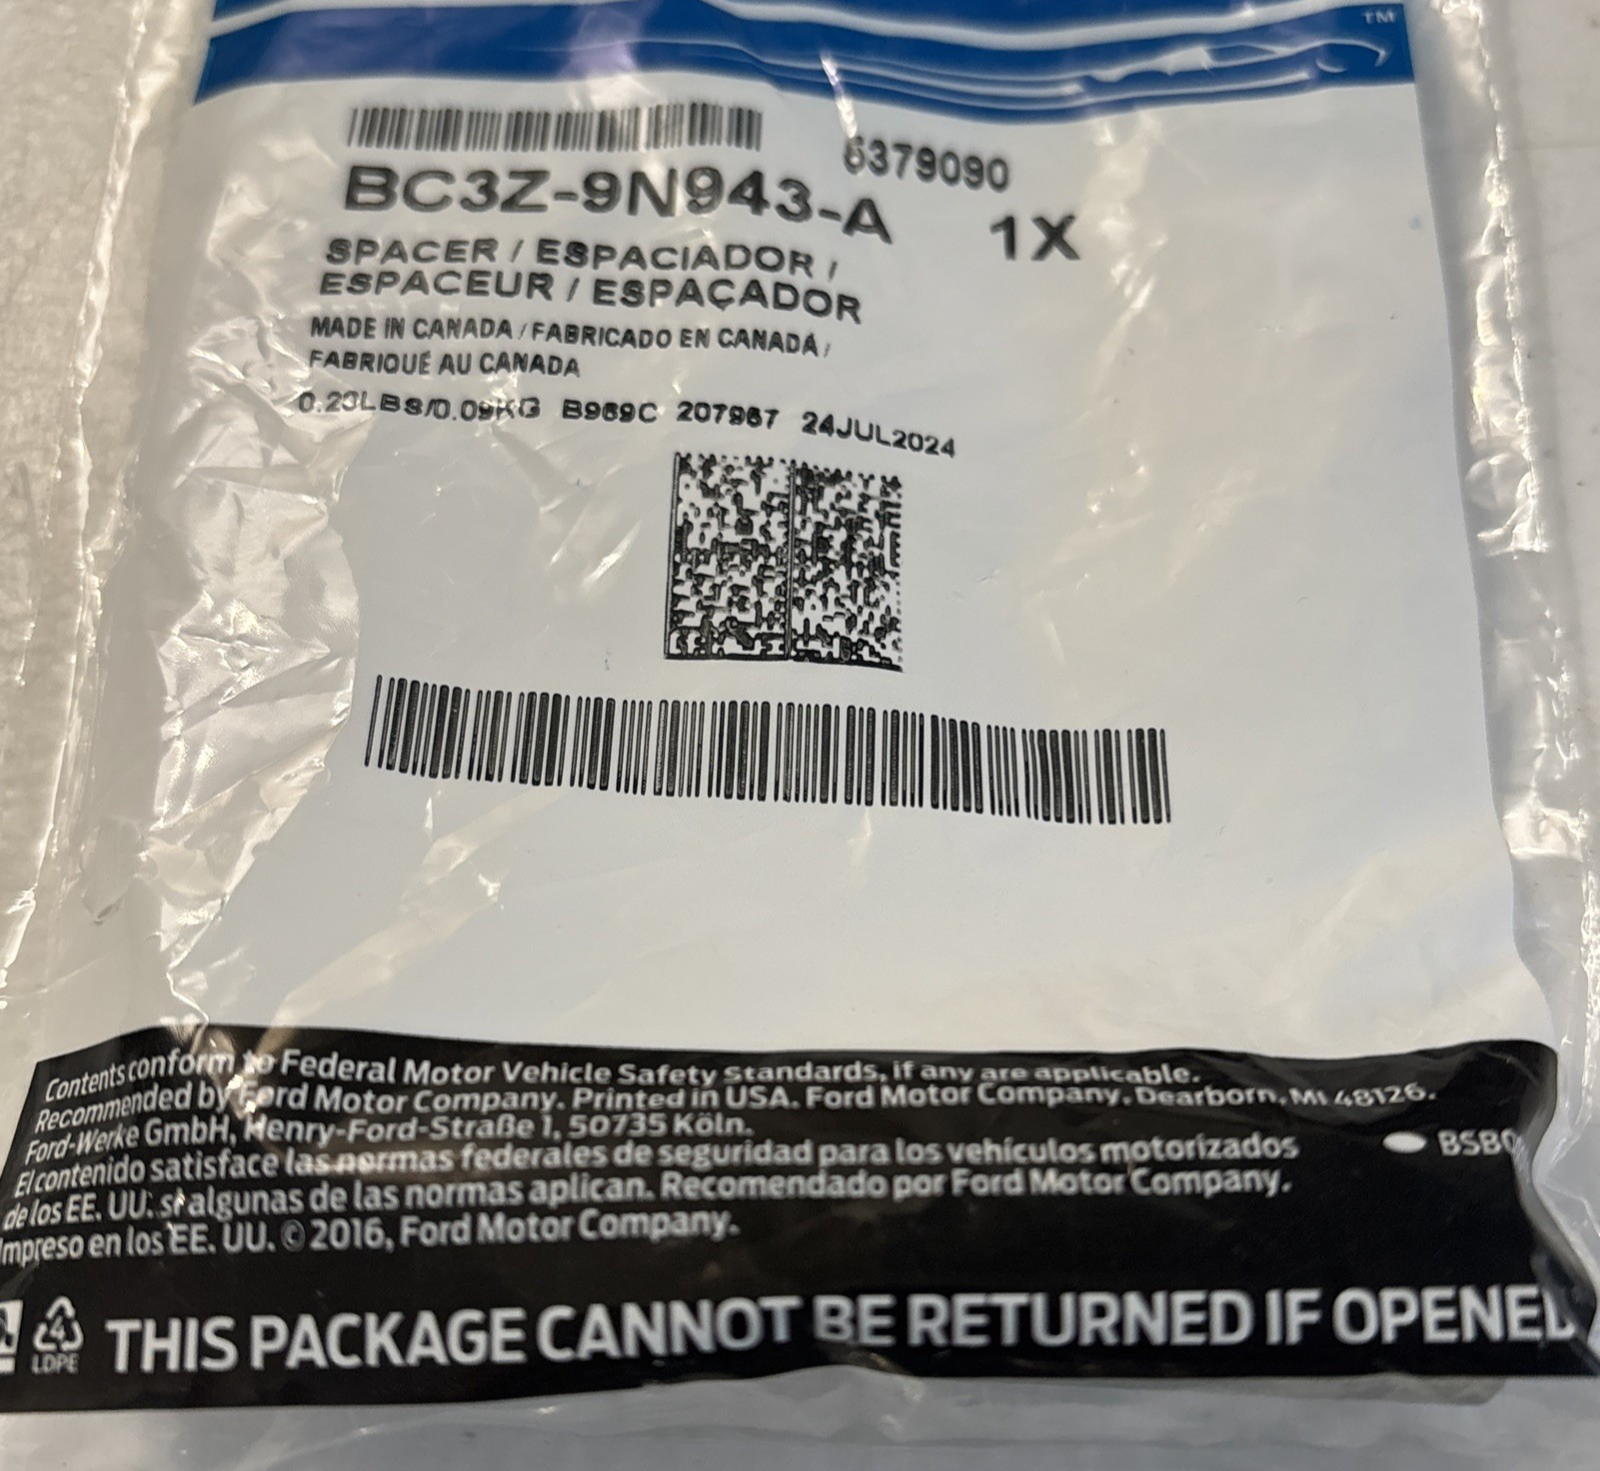 TM
6379090
BC3Z-9N943-A 1X
SPACER / ESPACIADOR /
ESPACEUR / ESPAÇADOR
MADE IN CANADA / FABRICADO EN CANADÁ /
FABRIQUÉ AU CANADA
0.20LBS/0.09KG B969C 207967 24JUL2024
Contents conform to Federal Motor Vehicle Safety Standards, if any are applicable.
Recommended by Ford Motor Company. Printed in USA. Ford Motor Company, Dearborn, MI 48126.
Ford-Werke GmbH, Henry-Ford-Straße 1, 50735 Köln.
El contenido satisface las normas federales de seguridad para los vehículos motorizados
de los EE. UU. si algunas de las normas aplican. Recomendado por Ford Motor Company.
Impreso en los EE. UU. © 2016, Ford Motor Company.
4
LDPE
THIS PACKAGE CANNOT BE RETURNED IF OPENED